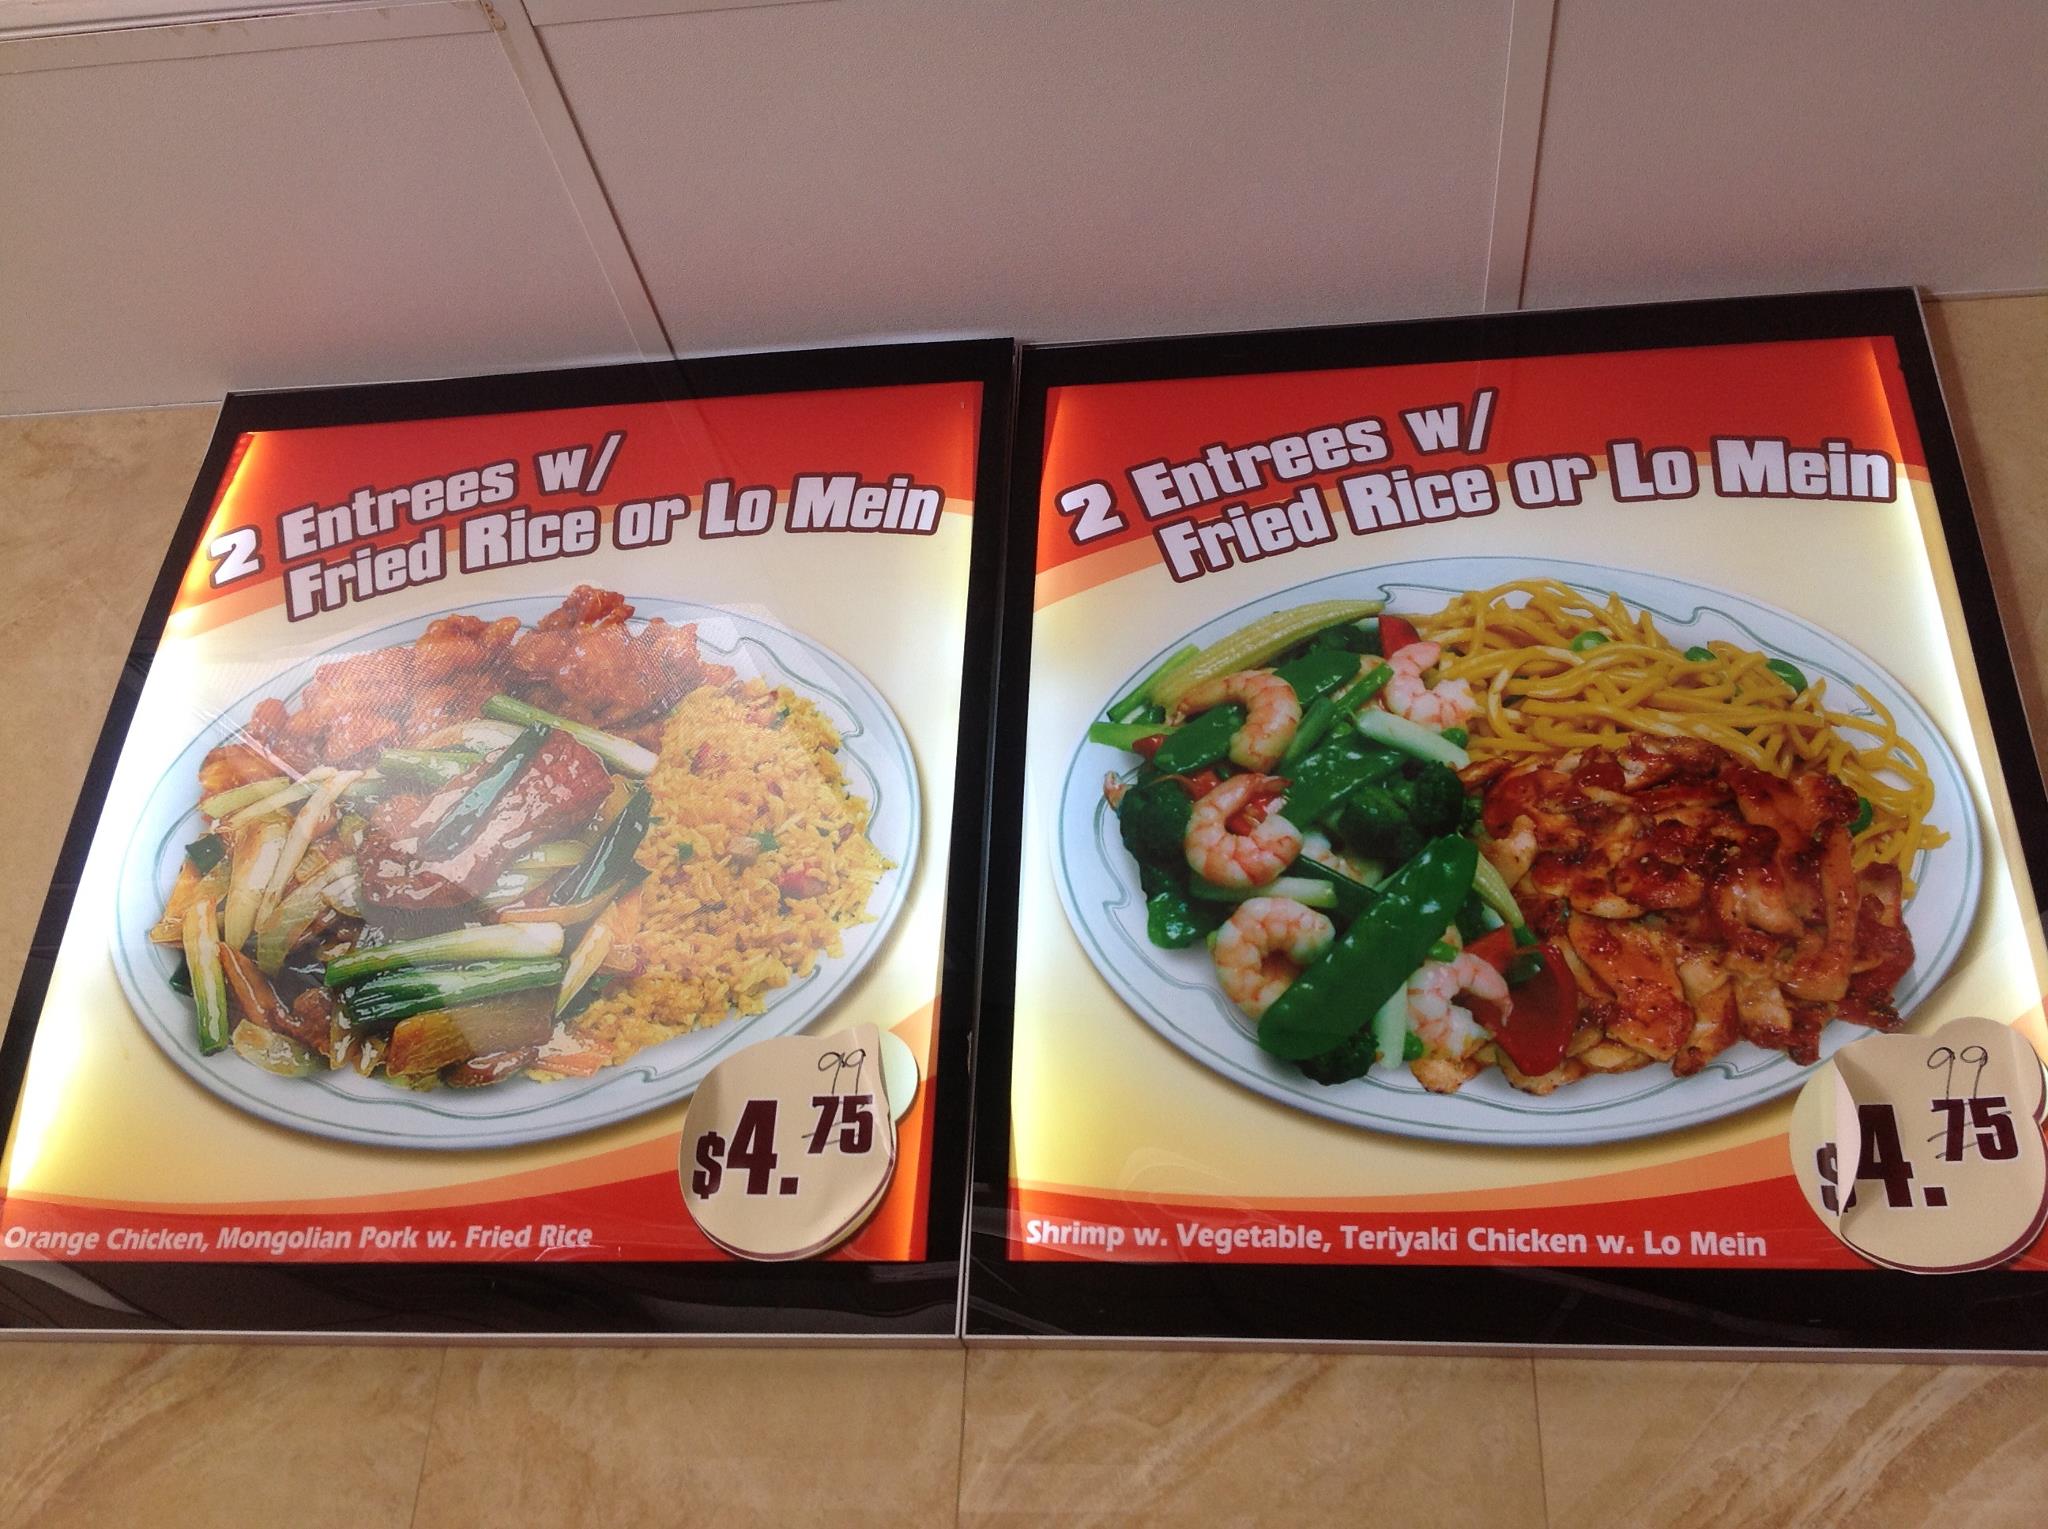 2 Entrees w/
Fried Rice or Lo Mein
99
$4.75
Orange Chicken, Mongolian Pork w. Fried Rice
2 Entrees w/
Fried Rice or Lo Mein
99
$4.75
Shrimp w. Vegetable, Teriyaki Chicken w. Lo Mein